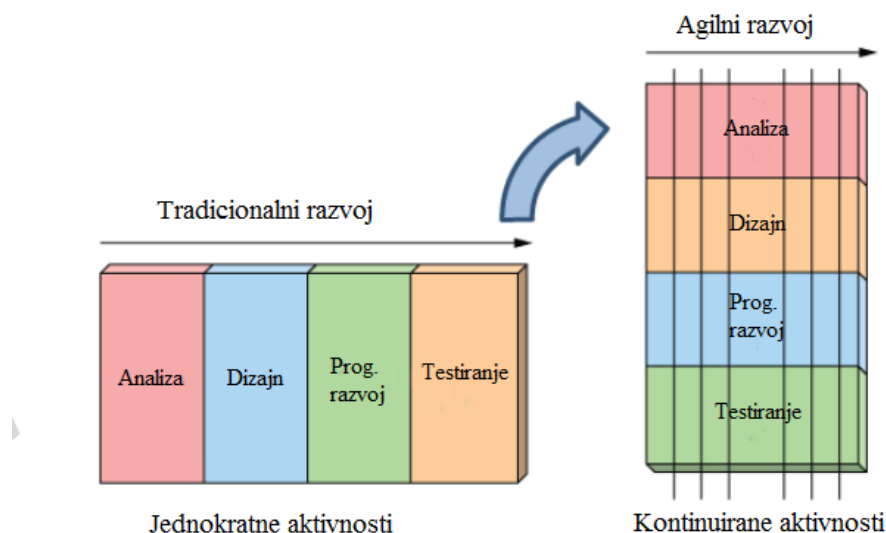 Agilni razvoj
Analiza
Dizajn
Prog.
razvoj
Testiranje
Kontinuirane aktivnosti
Tradicionalni razvoj
Analiza
Dizajn
Prog.
razvoj
Testiranje
Jednokratne aktivnosti